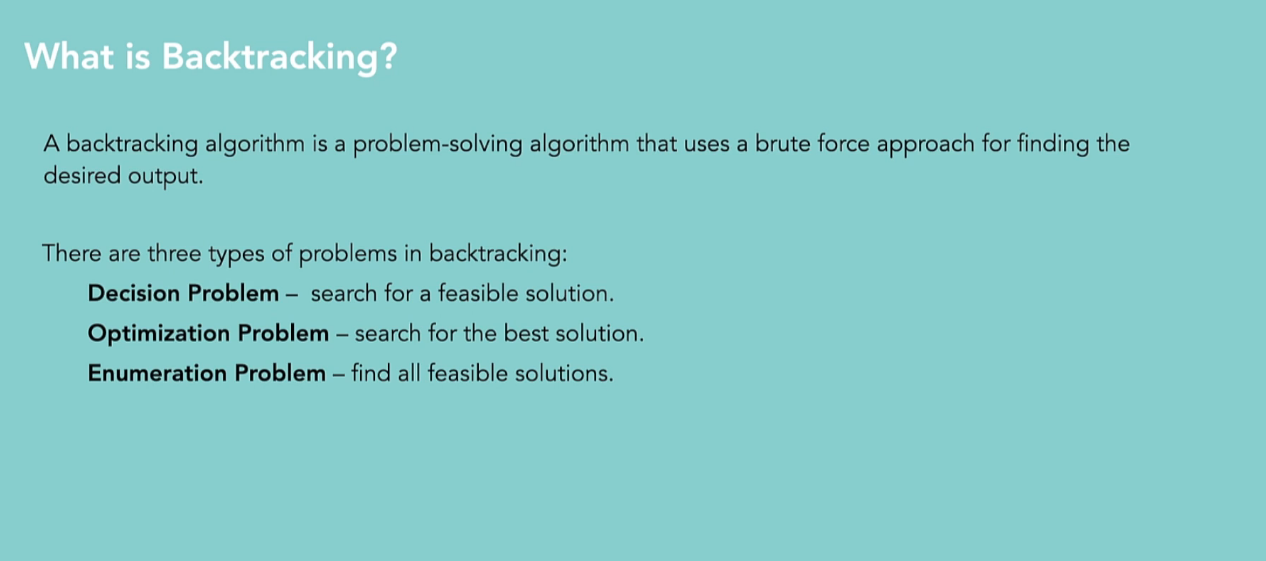 What is Backtracking?
A backtracking algorithm is a problem-solving algorithm that uses a brute force approach for finding the
desired output.
There are three types of problems in backtracking:
Decision Problem – search for a feasible solution.
Optimization Problem – search for the best solution.
Enumeration Problem – find all feasible solutions.